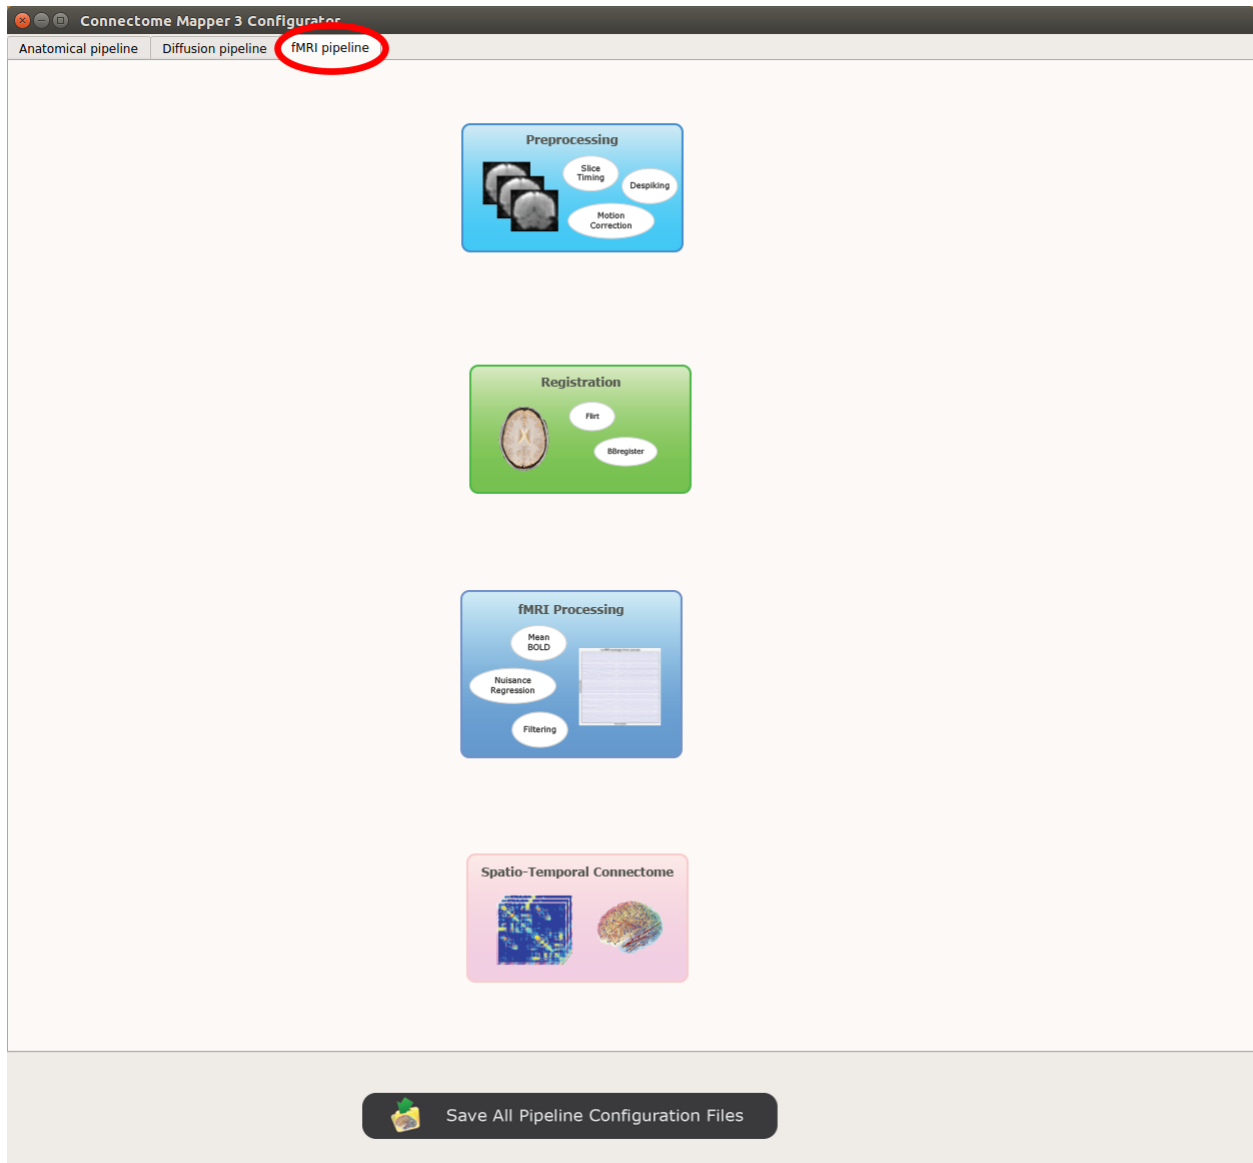 Connectome Mapper 3 Configurator
Anatomical pipeline
Diffusion pipeline
fMRI pipeline
Preprocessing
Slice
Timing
Despiking
Motion
Correction
Registration
Flirt
BBregister
fMRI Processing
Mean
BOLD
Nuisance
Regression
Filtering
Spatio-Temporal Connectome
Save All Pipeline Configuration Files